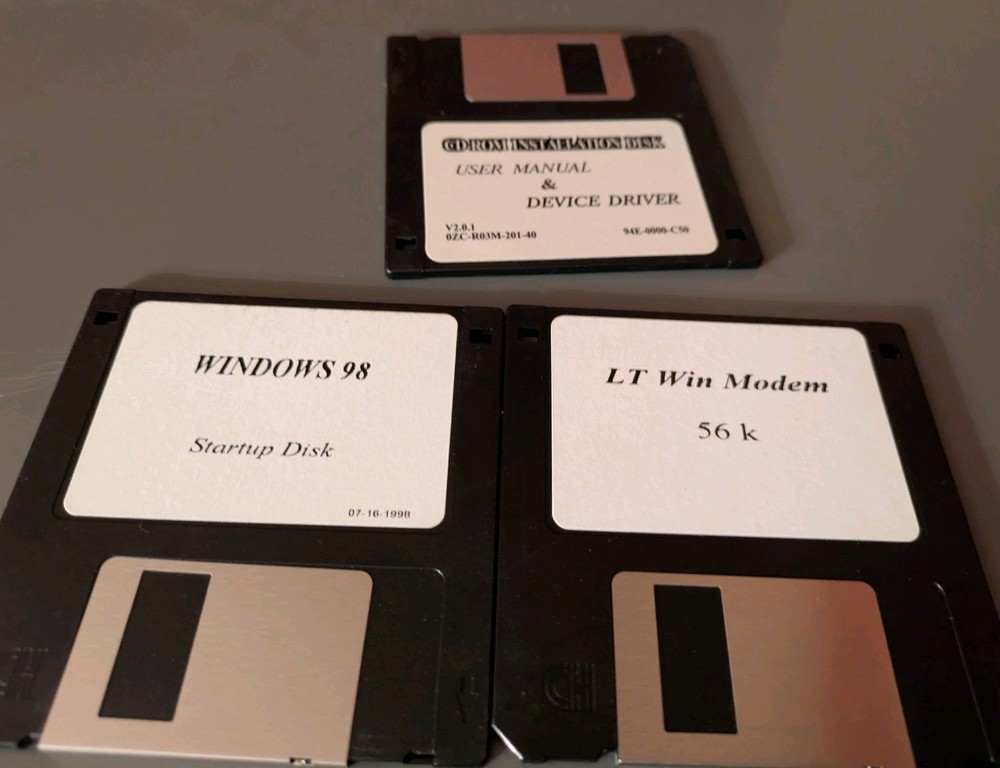 CD-ROM INSTALLATION DISK
USER MANUAL
&
DEVICE DRIVER
V2.0.1
0ZC-R03M-201-40
94E-0000-C50
WINDOWS 98
Startup Disk
07-16-1998
LT Win Modem
56 k